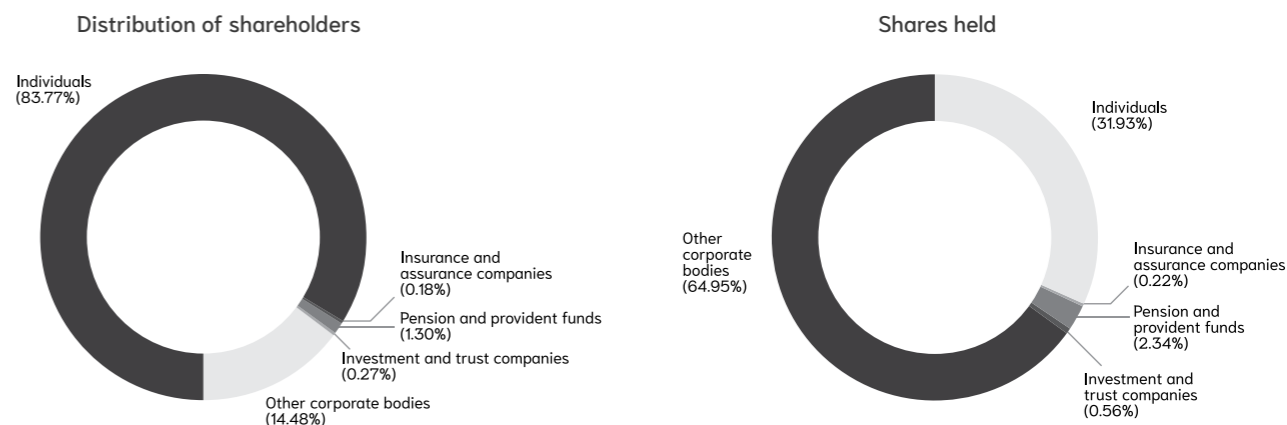 Distribution of shareholders
Individuals
(83.77%)
Insurance and
assurance companies
(0.18%)
Pension and provident funds
(1.30%)
Investment and trust companies
(0.27%)
Other corporate bodies
(14.48%)
Shares held
Individuals
(31.93%)
Insurance and
assurance companies
(0.22%)
Pension and
provident funds
(2.34%)
Investment and
trust companies
(0.56%)
Other
corporate
bodies
(64.95%)